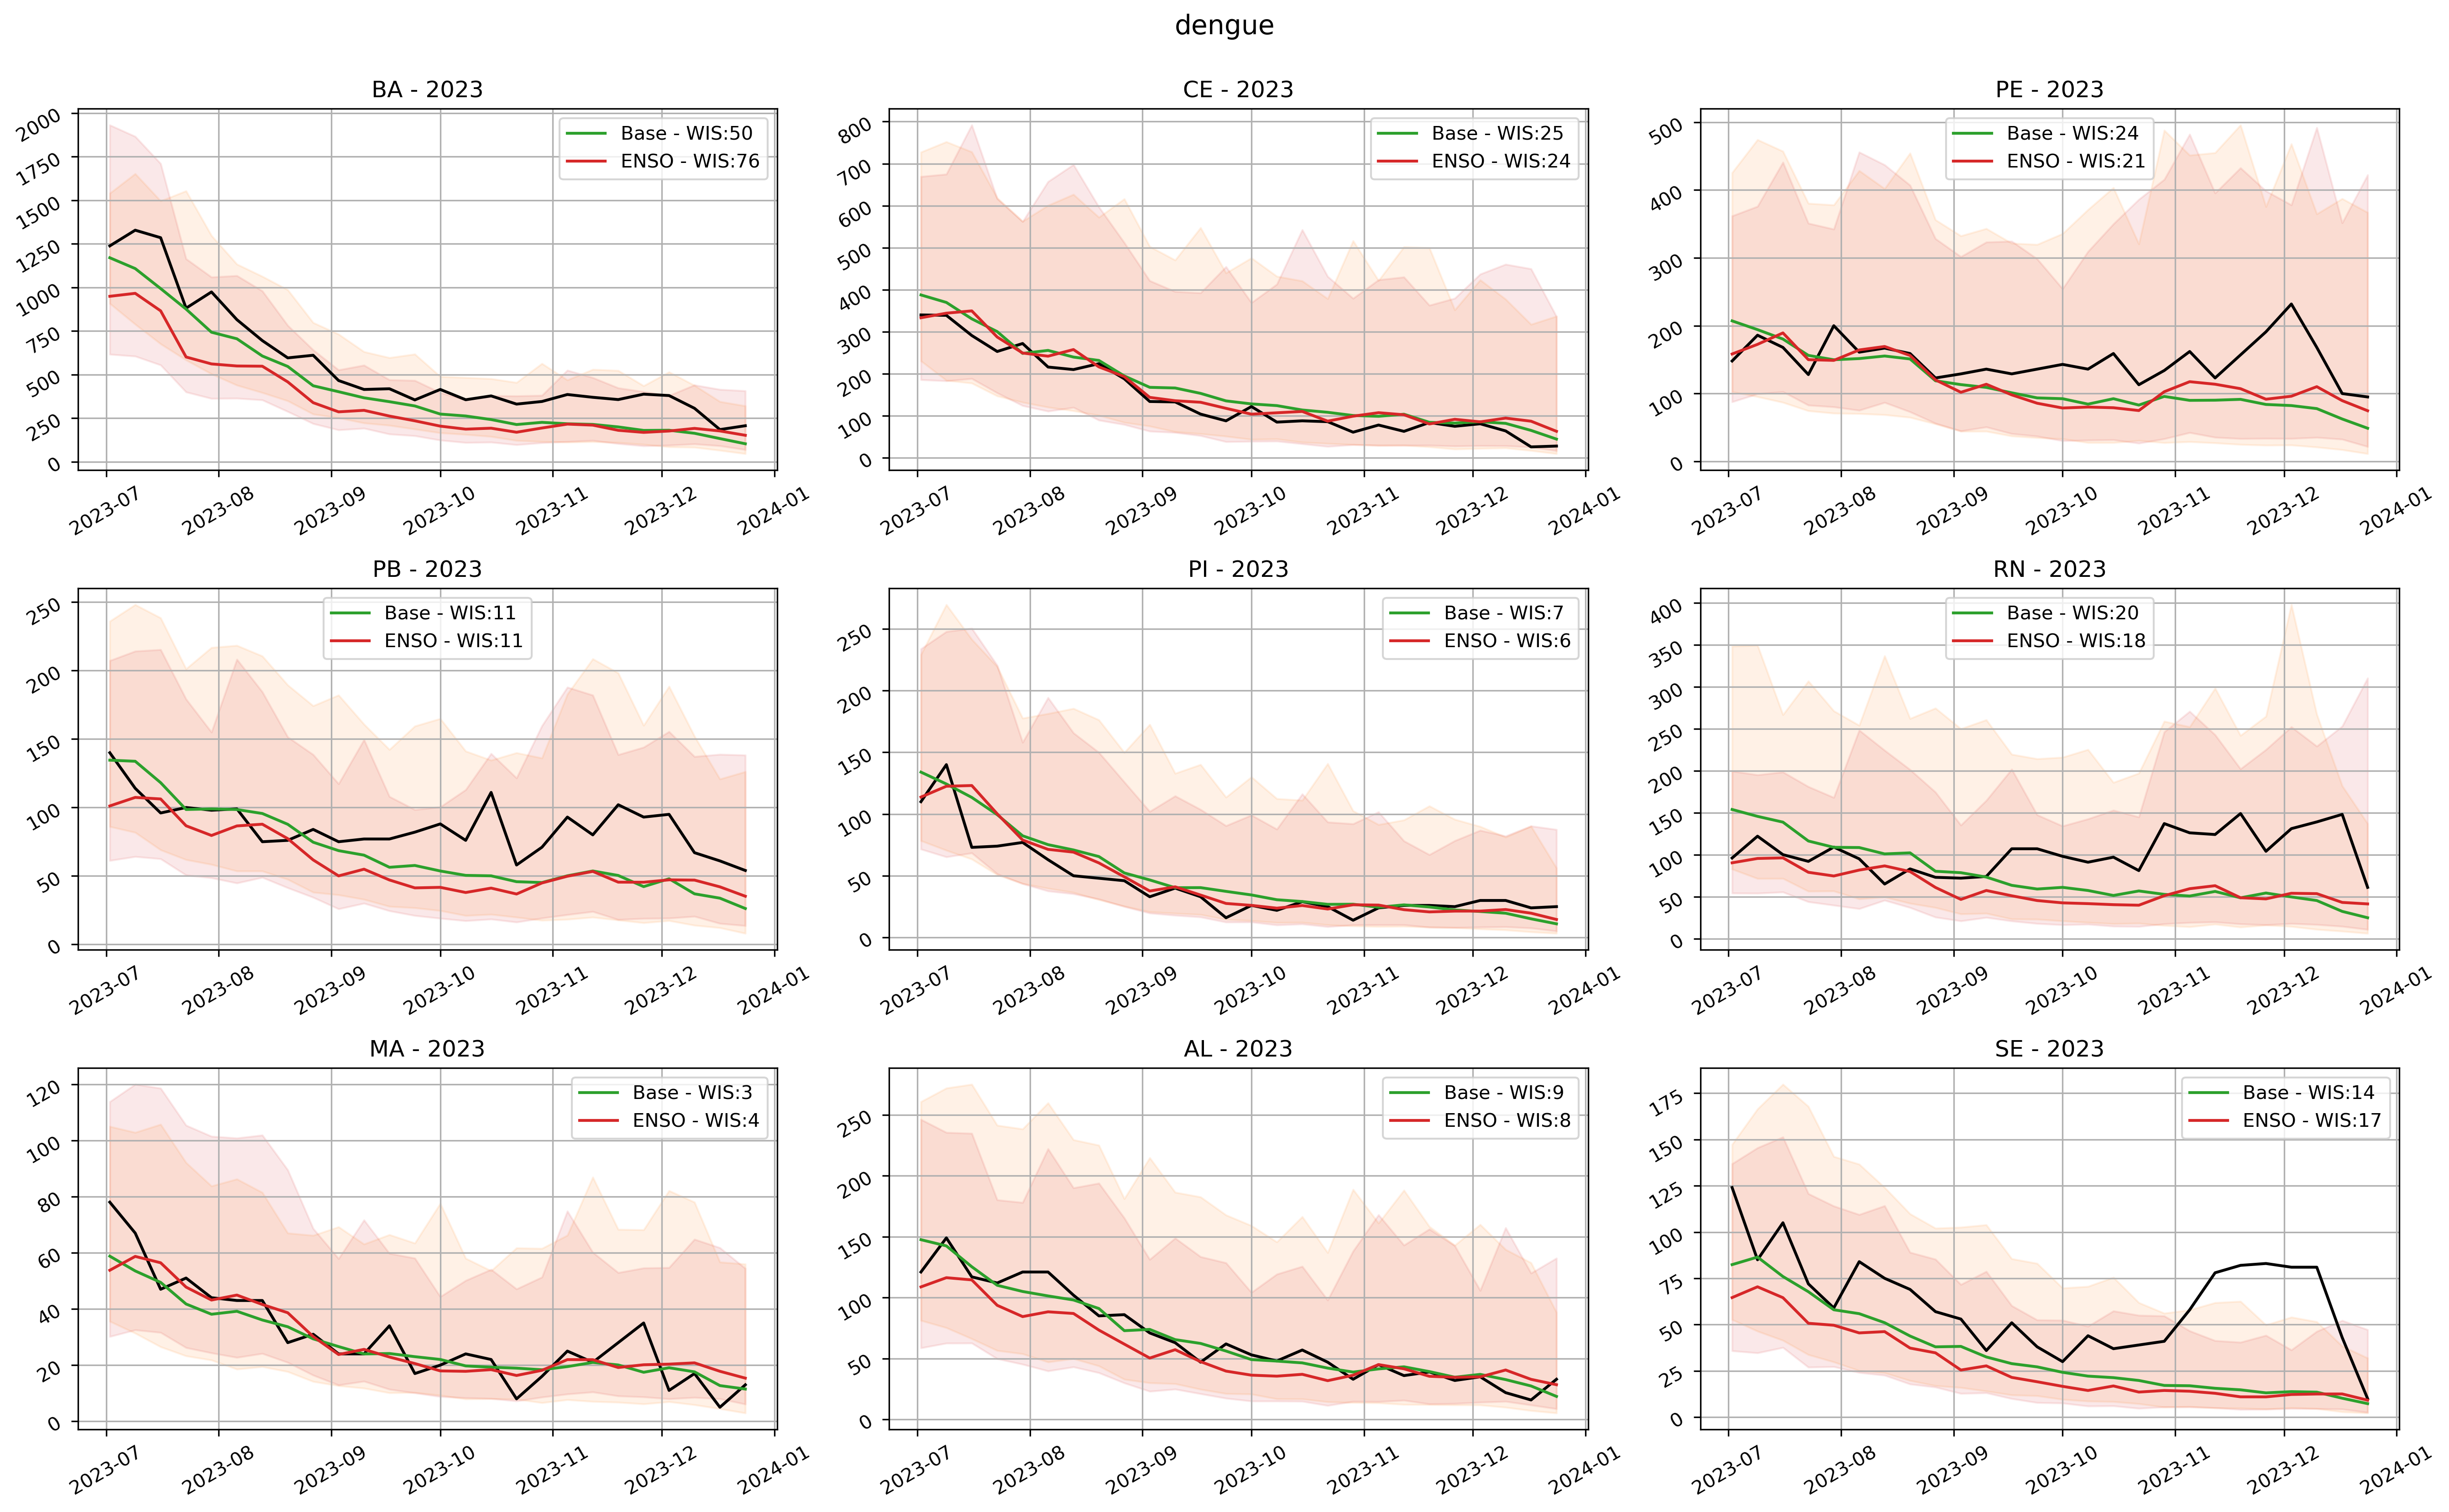 dengue
BA - 2023
2000
1750
1500
1250
1000
750
500
250
0
Base - WIS:50
ENSO - WIS:76
2023-07 2023-08 2023-09 2023-10 2023-11 2023-12 2024-01
CE - 2023
800
700
600
500
400
300
200
100
0
Base - WIS:25
ENSO - WIS:24
2023-07 2023-08 2023-09 2023-10 2023-11 2023-12 2024-01
PE - 2023
500
400
300
200
100
0
Base - WIS:24
ENSO - WIS:21
2023-07 2023-08 2023-09 2023-10 2023-11 2023-12 2024-01
PB - 2023
250
200
150
100
50
0
Base - WIS:11
ENSO - WIS:11
2023-07 2023-08 2023-09 2023-10 2023-11 2023-12 2024-01
PI - 2023
250
200
150
100
50
0
Base - WIS:7
ENSO - WIS:6
2023-07 2023-08 2023-09 2023-10 2023-11 2023-12 2024-01
RN - 2023
400
350
300
250
200
150
100
50
0
Base - WIS:20
ENSO - WIS:18
2023-07 2023-08 2023-09 2023-10 2023-11 2023-12 2024-01
MA - 2023
120
100
80
60
40
20
0
Base - WIS:3
ENSO - WIS:4
2023-07 2023-08 2023-09 2023-10 2023-11 2023-12 2024-01
AL - 2023
250
200
150
100
50
0
Base - WIS:9
ENSO - WIS:8
2023-07 2023-08 2023-09 2023-10 2023-11 2023-12 2024-01
SE - 2023
175
150
125
100
75
50
25
0
Base - WIS:14
ENSO - WIS:17
2023-07 2023-08 2023-09 2023-10 2023-11 2023-12 2024-01